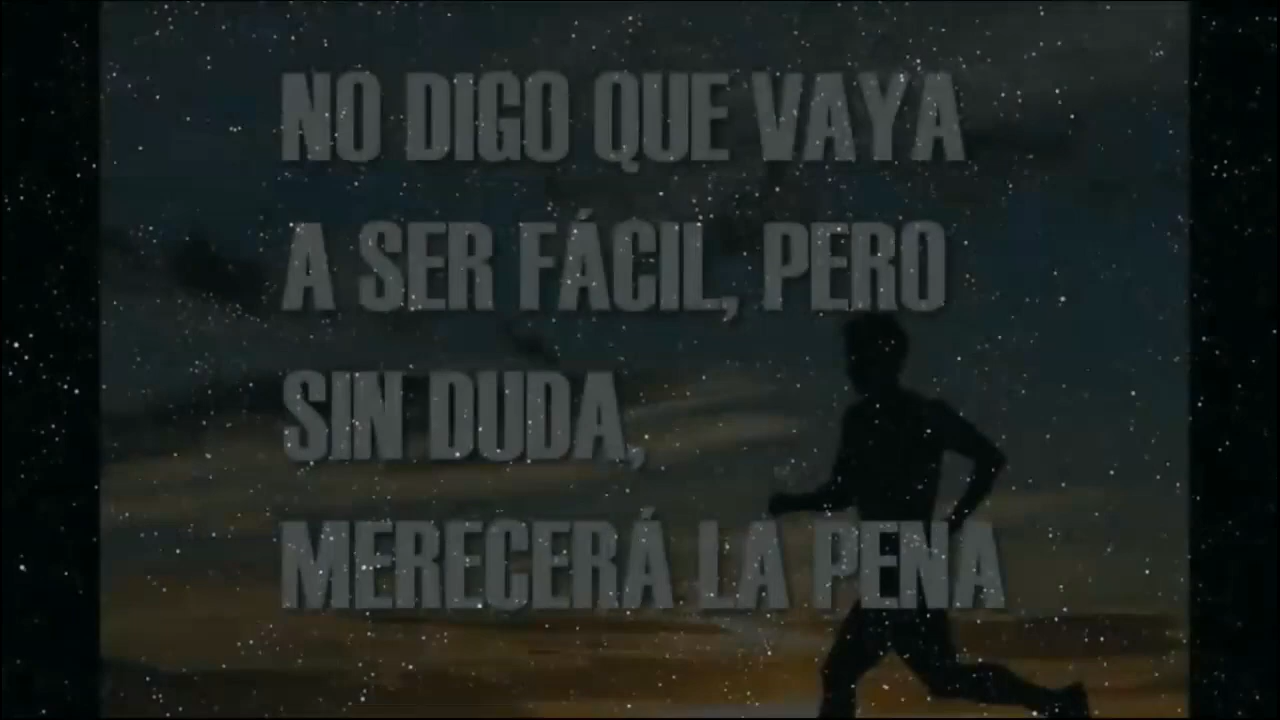 NO DIGO QUE VAYA
A SER FÁCIL, PERO
SIN DUDA,
MERECERÁ LA PENA